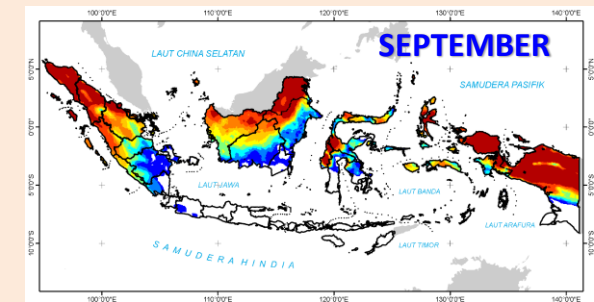 100°0'0" 110°0'0" 120°0'0" 130°0'0" 140°0'0"
SEPTEMBER
LAUT CHINA SELATAN
SAMUDERA PASIFIK
5°0'0"
0°0'0"
5°0'0"
10°0'0"
LAUT JAWA
LAUT BANDA
LAUT ARAFURA
LAUT TIMOR
SAMUDERA HINDIA
100°0'0" 110°0'0" 120°0'0" 130°0'0" 140°0'0"